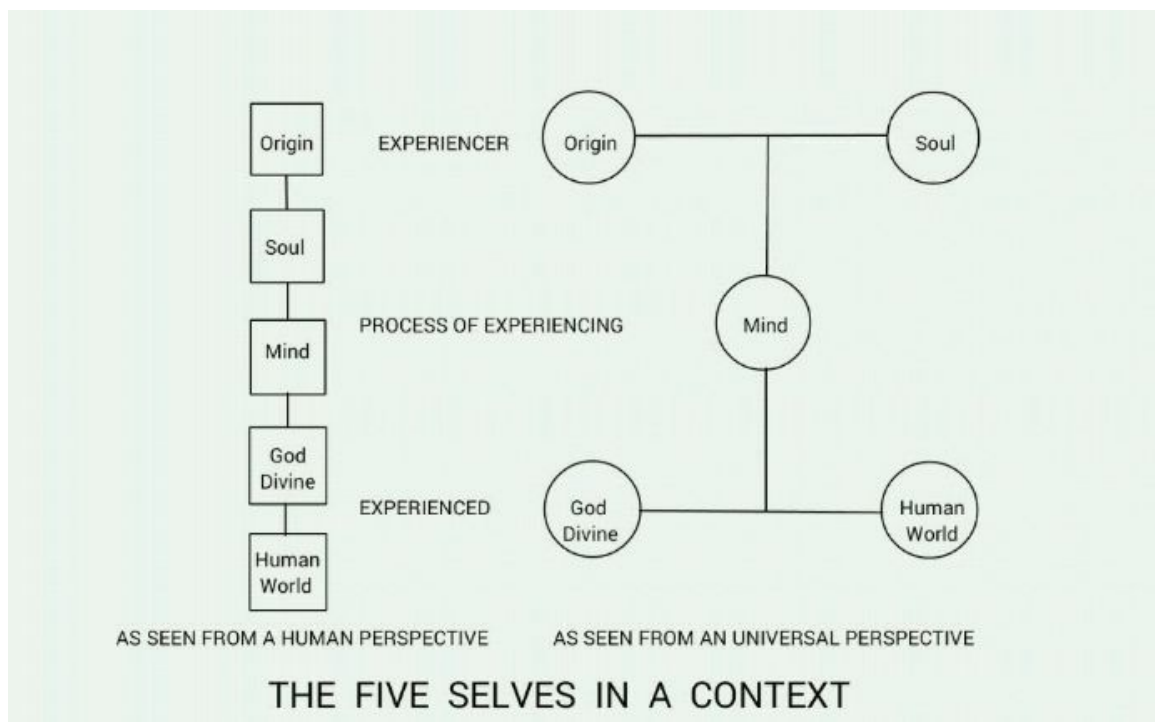 Origin
EXPERIENCER
Origin
Soul
Soul
Mind
PROCESS OF EXPERIENCING
Mind
God
Divine
EXPERIENCED
God
Divine
Human
World
Human
World
AS SEEN FROM A HUMAN PERSPECTIVE
AS SEEN FROM AN UNIVERSAL PERSPECTIVE
THE FIVE SELVES IN A CONTEXT